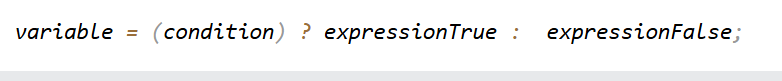 variable = (condition) ? expressionTrue :  expressionFalse;